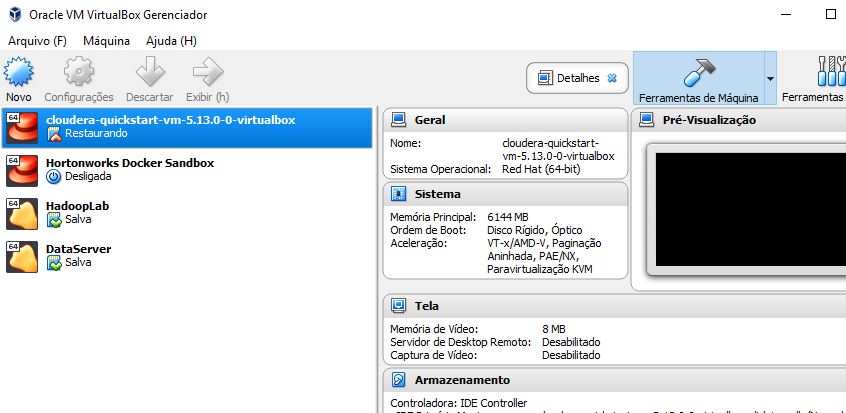 Oracle VM VirtualBox Gerenciador
Arquivo (F) Máquina Ajuda (H)
Novo Configurações Descartar Exibir (h)
Detalhes
Ferramentas de Máquina
Ferramentas
64 cloudera-quickstart-vm-5.13.0-0-virtualbox
Restaurando
64 Hortonworks Docker Sandbox
Desligada
64 HadoopLab
Salva
64 DataServer
Salva
Geral
Nome: cloudera-quickstart-
vm-5.13.0-0-virtualbox
Sistema Operacional: Red Hat (64-bit)
Sistema
Memória Principal: 6144 MB
Ordem de Boot: Disco Rígido, Óptico
Aceleração: VT-x/AMD-V, Paginação
Aninhada, PAE/NX,
Paravirtualização KVM
Pré-Visualização
Tela
Memória de Vídeo: 8 MB
Servidor de Desktop Remoto: Desabilitado
Captura de Vídeo: Desabilitado
Armazenamento
Controladora: IDE Controller